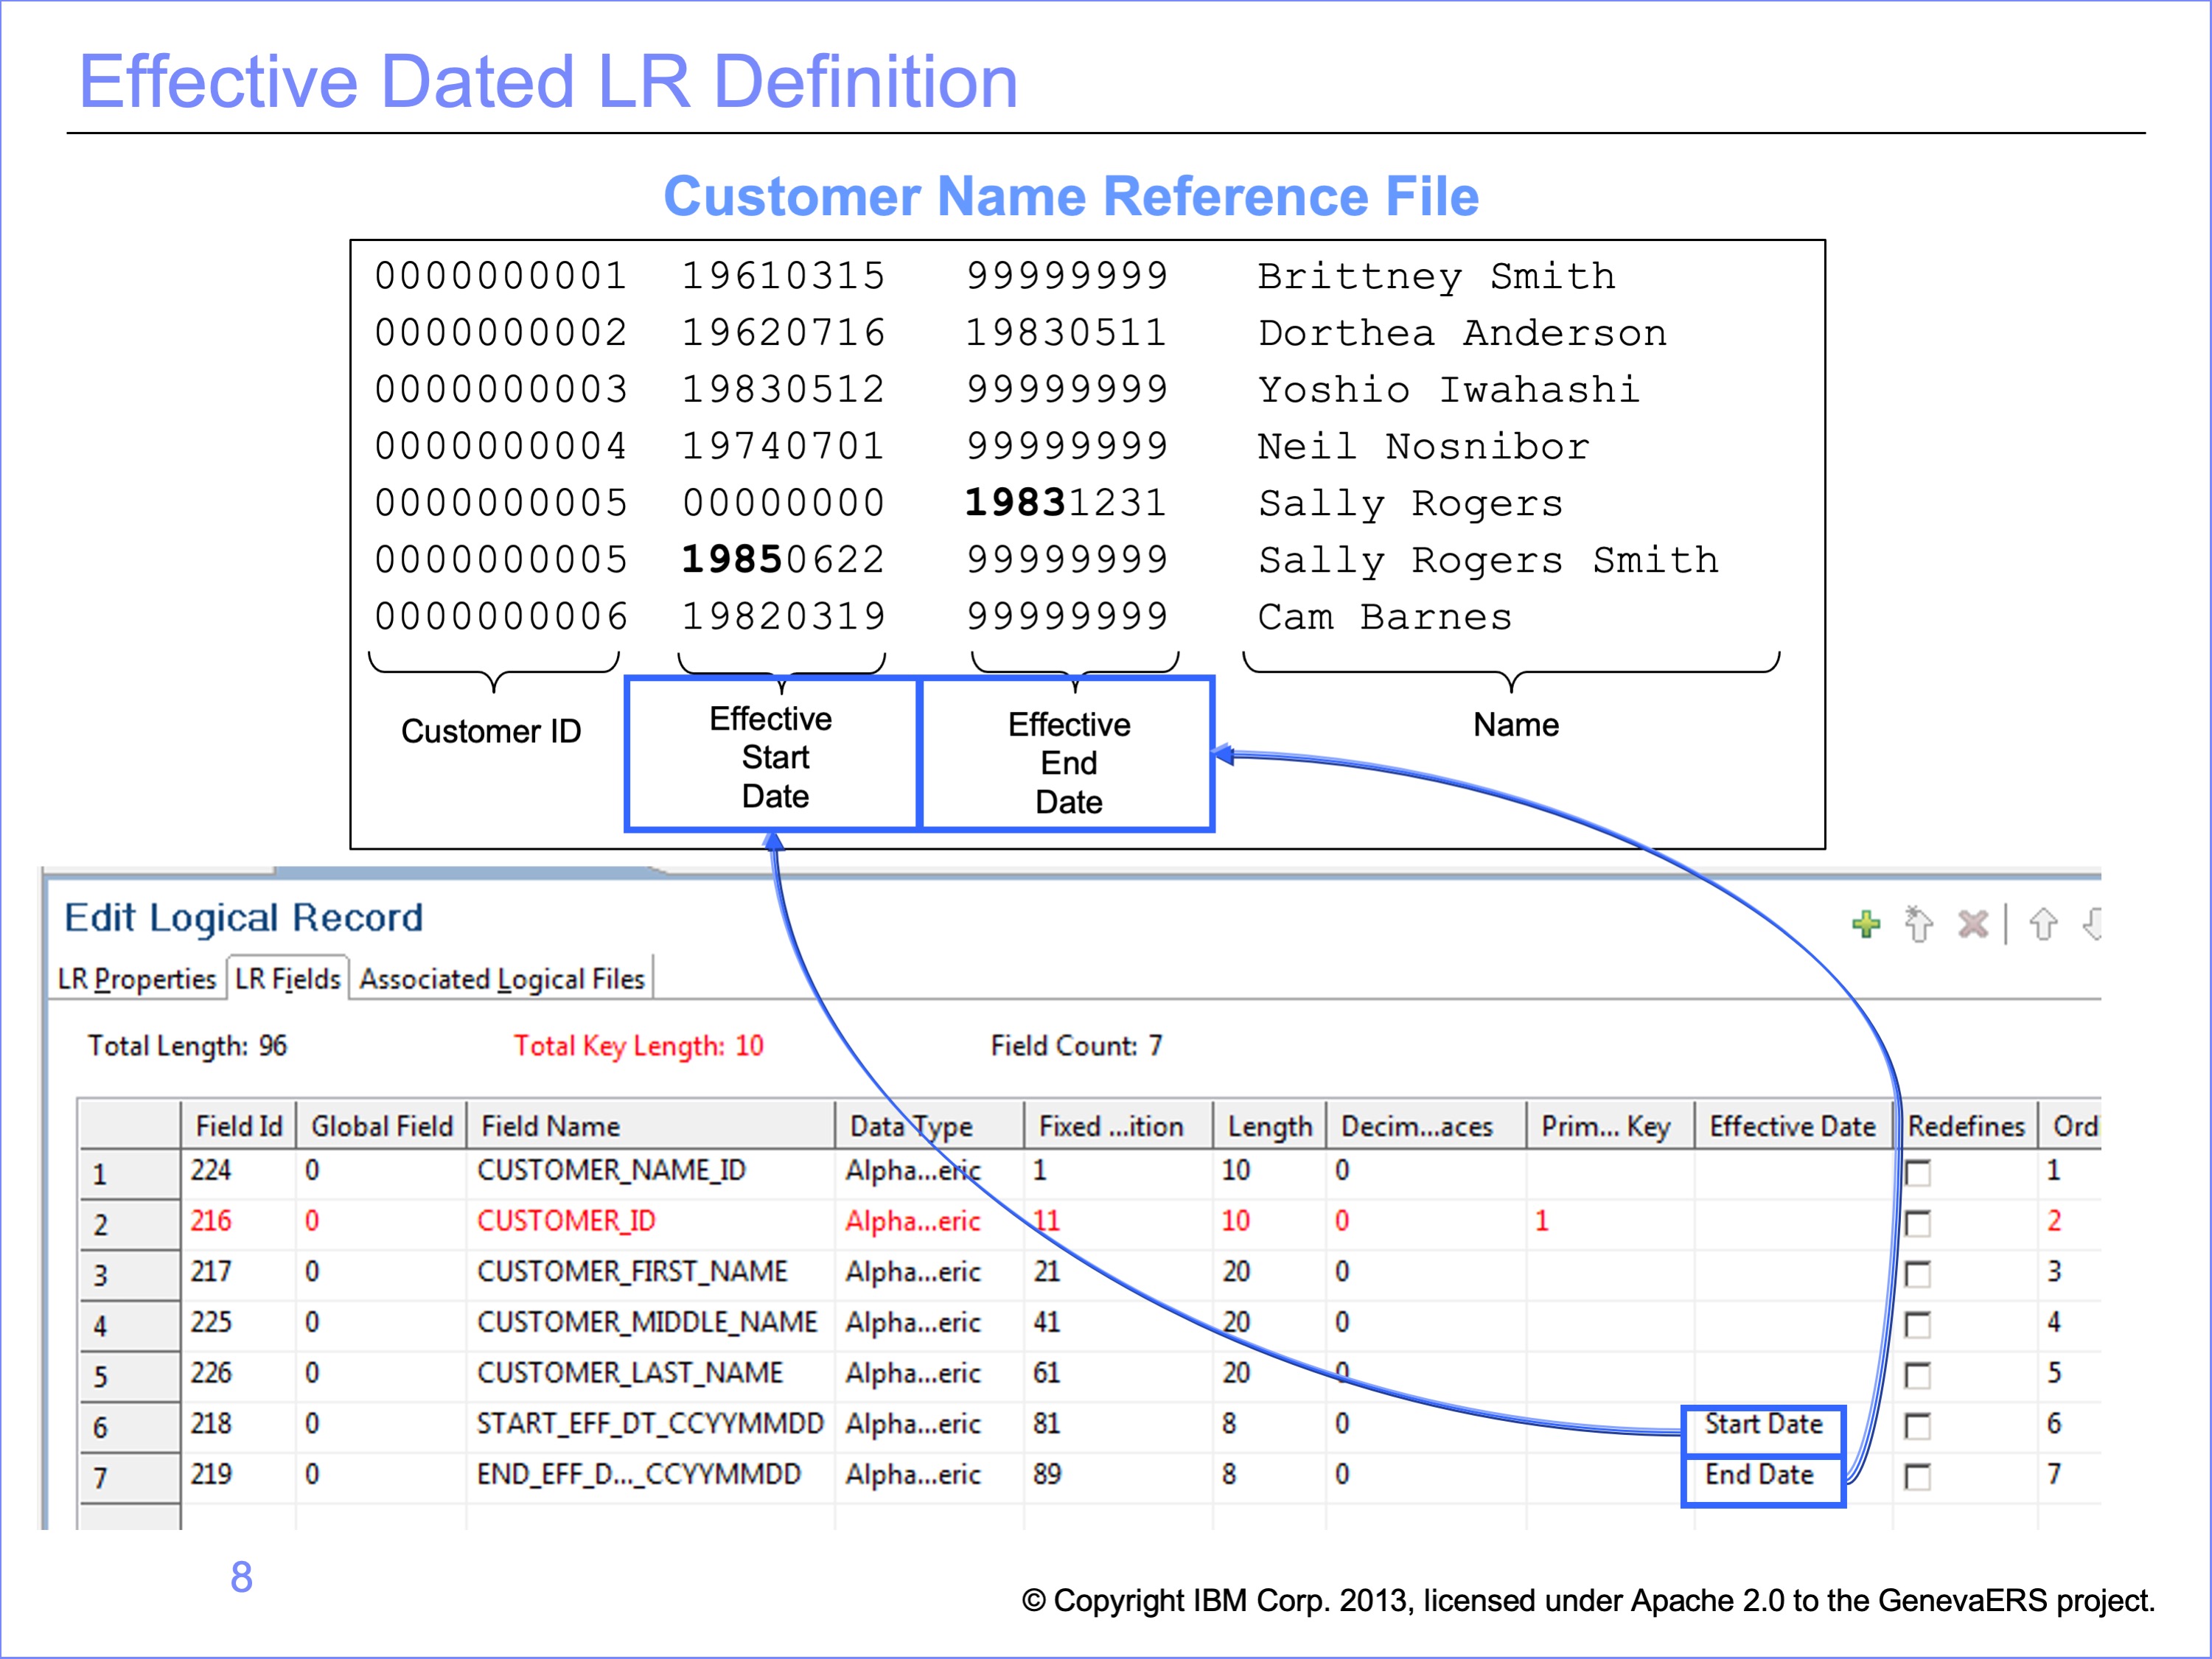 Effective Dated LR Definition
Customer Name Reference File
0000000001 19610315 99999999 Brittney Smith
0000000002 19620716 19830511 Dorthea Anderson
0000000003 19830512 99999999 Yoshio Iwahashi
0000000004 19740701 99999999 Neil Nosnibor
0000000005 00000000 19831231 Sally Rogers
0000000005 19850622 99999999 Sally Rogers Smith
0000000006 19820319 99999999 Cam Barnes
Customer ID
Effective
Start
Date
Effective
End
Date
Name
Edit Logical Record
LR Properties LR Fields Associated Logical Files
Total Length: 96 Total Key Length: 10 Field Count: 7
Field Id Global Field Field Name Data Type Fixed ...ition Length Decim...aces Prim... Key Effective Date Redefines Ord
1 224 0 CUSTOMER_NAME_ID Alpha...eric 1 10 0 1
2 216 0 CUSTOMER_ID Alpha...eric 11 10 0 1 2
3 217 0 CUSTOMER_FIRST_NAME Alpha...eric 21 20 0 3
4 225 0 CUSTOMER_MIDDLE_NAME Alpha...eric 41 20 0 4
5 226 0 CUSTOMER_LAST_NAME Alpha...eric 61 20 0 5
6 218 0 START_EFF_DT_CCYYMMDD Alpha...eric 81 8 0 Start Date 6
7 219 0 END_EFF_D..._CCYYMMDD Alpha...eric 89 8 0 End Date 7
8
© Copyright IBM Corp. 2013, licensed under Apache 2.0 to the GenevaERS project.